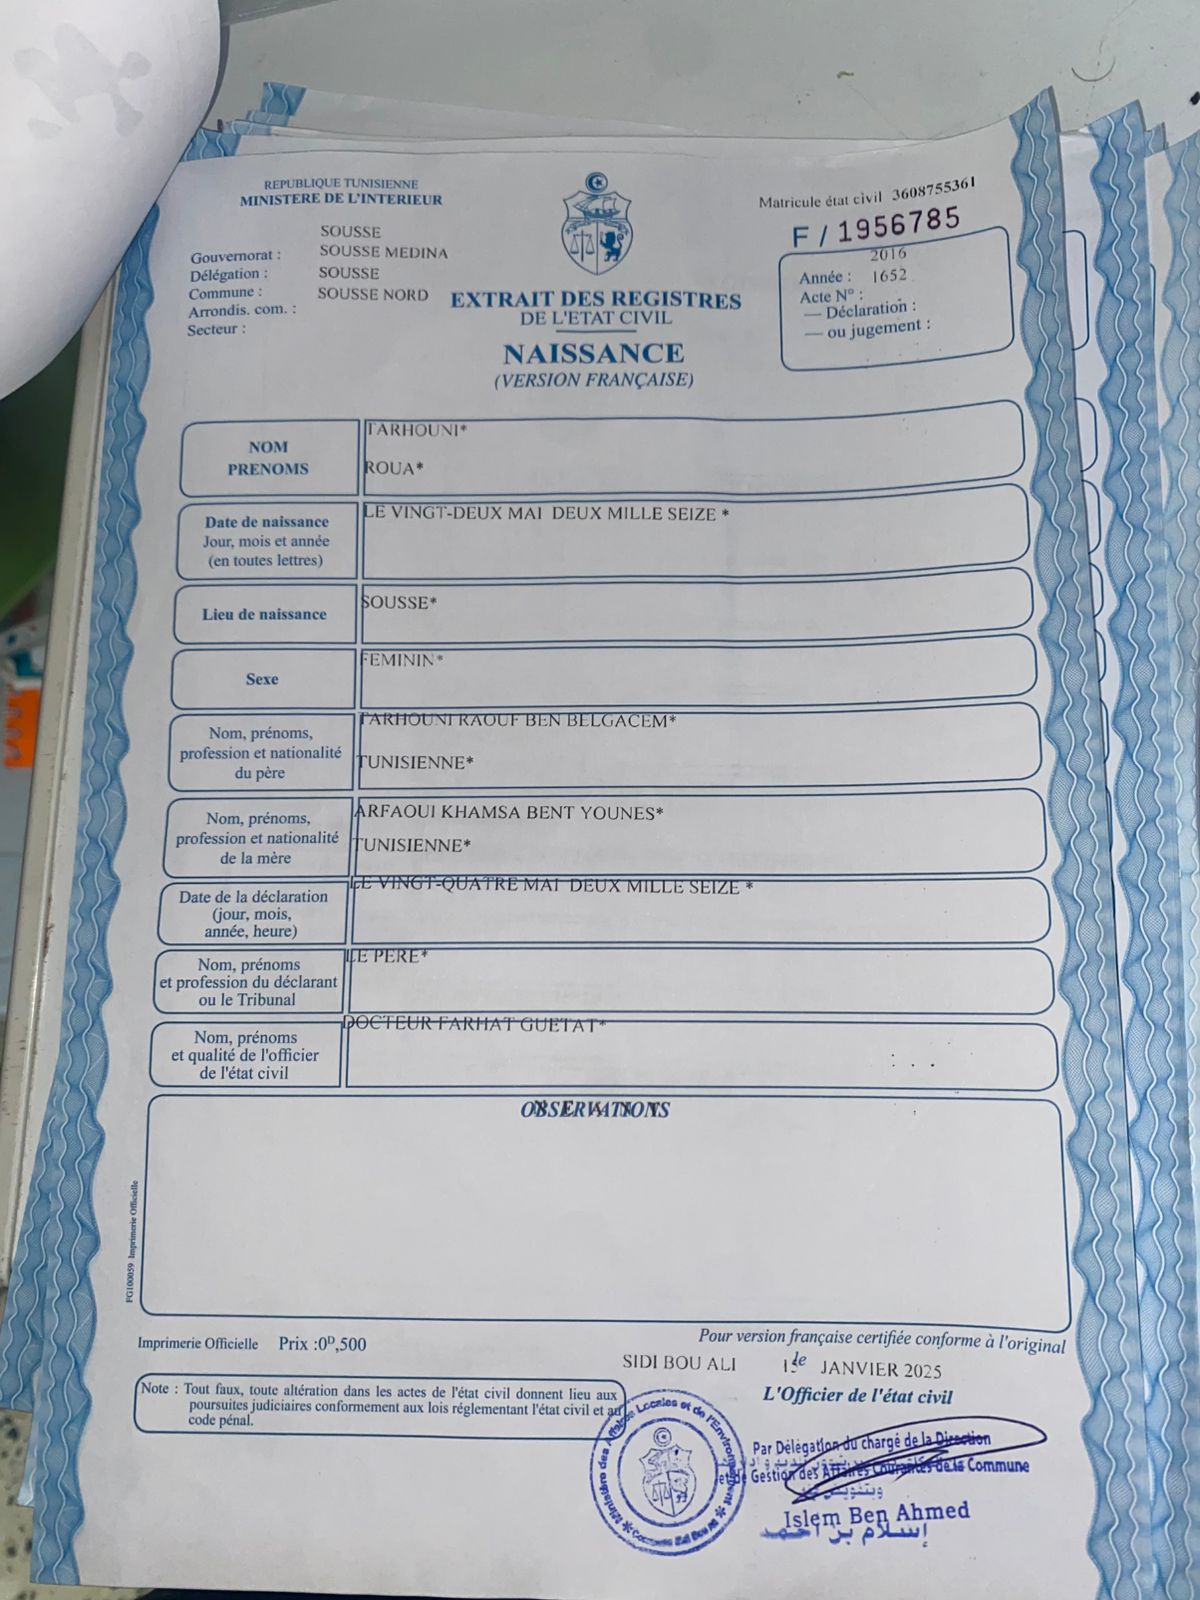 REPUBLIQUE TUNISIENNE
MINISTERE DE L'INTERIEUR
Gouvernorat : SOUSSE
Délégation : SOUSSE MEDINA
Commune : SOUSSE
Arrondis. com. : SOUSSE NORD
Secteur :
EXTRAIT DES REGISTRES
DE L'ETAT CIVIL
NAISSANCE
(VERSION FRANÇAISE)
Matricule état civil 3608755361
F / 1956785
Année : 2016
Acte N° : 1652
— Déclaration :
— ou jugement :
NOM
PRENOMS
TARHOUNI*
ROUA*
Date de naissance
Jour, mois et année
(en toutes lettres)
LE VINGT-DEUX MAI DEUX MILLE SEIZE *
Lieu de naissance
SOUSSE*
Sexe
FEMININ*
Nom, prénoms,
profession et nationalité
du père
TARHOUNI RAOUF BEN BELGACEM*
TUNISIENNE*
Nom, prénoms,
profession et nationalité
de la mère
ARFAOUI KHAMSA BENT YOUNES*
TUNISIENNE*
Date de la déclaration
(jour, mois,
année, heure)
LE VINGT-QUATRE MAI DEUX MILLE SEIZE *
Nom, prénoms
et profession du déclarant
ou le Tribunal
LE PERE*
Nom, prénoms
et qualité de l'officier
de l'état civil
DOCTEUR FARHAT GUETAT*
OBSERVATIONS
N E A N T
FG100059 Imprimerie Officielle
Imprimerie Officielle Prix :0D,500
Pour version française certifiée conforme à l'original
SIDI BOU ALI le JANVIER 2025
L'Officier de l'état civil
Note : Tout faux, toute altération dans les actes de l'état civil donnent lieu aux
poursuites judiciaires conformement aux lois réglementant l'état civil et au
code pénal.
Ministère des Affaires Locales et de l'Environnement
Par Délégation du chargé de la Direction
et de Gestion des Affaires Courantes de la Commune
Islem Ben Ahmed
إسلام بن أحمد